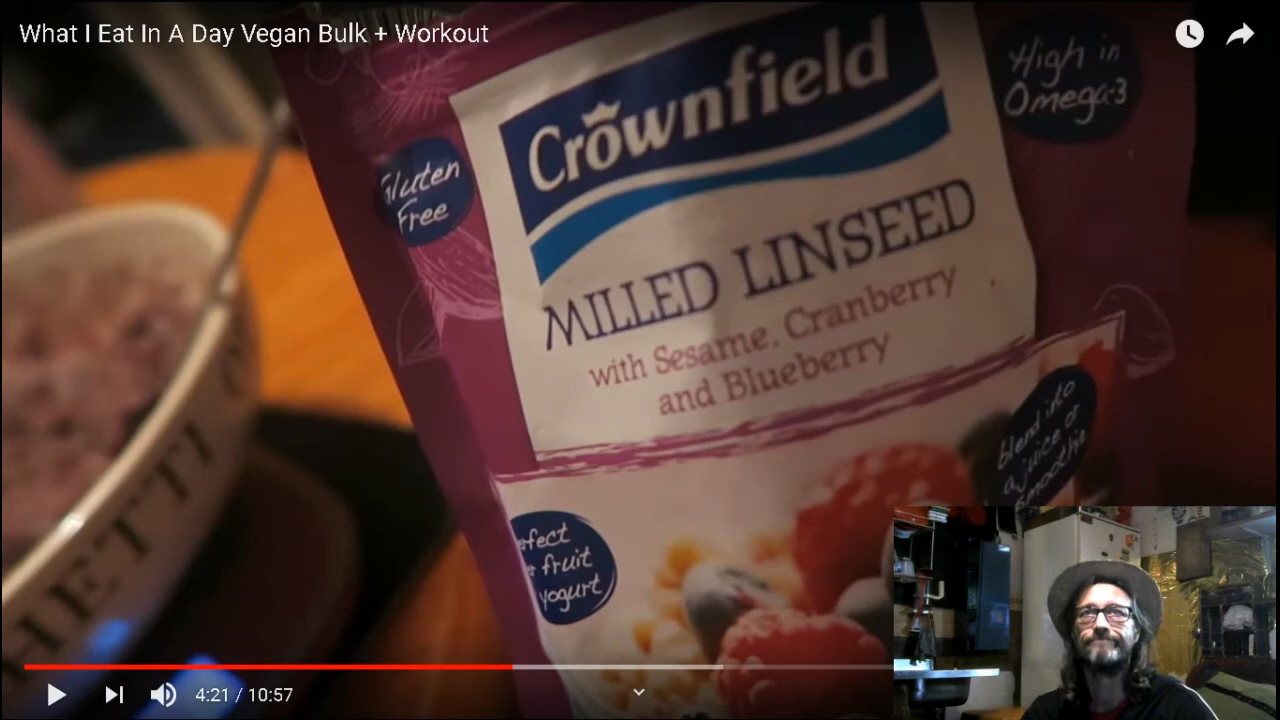 What I Eat In A Day Vegan Bulk + Workout
High in
Omega·3
Crownfield
Gluten
Free
MILLED LINSEED
with Sesame, Cranberry
and Blueberry
blend into
a juice or
smoothie
fruit
yogurt
HETTI
4:21 / 10:57